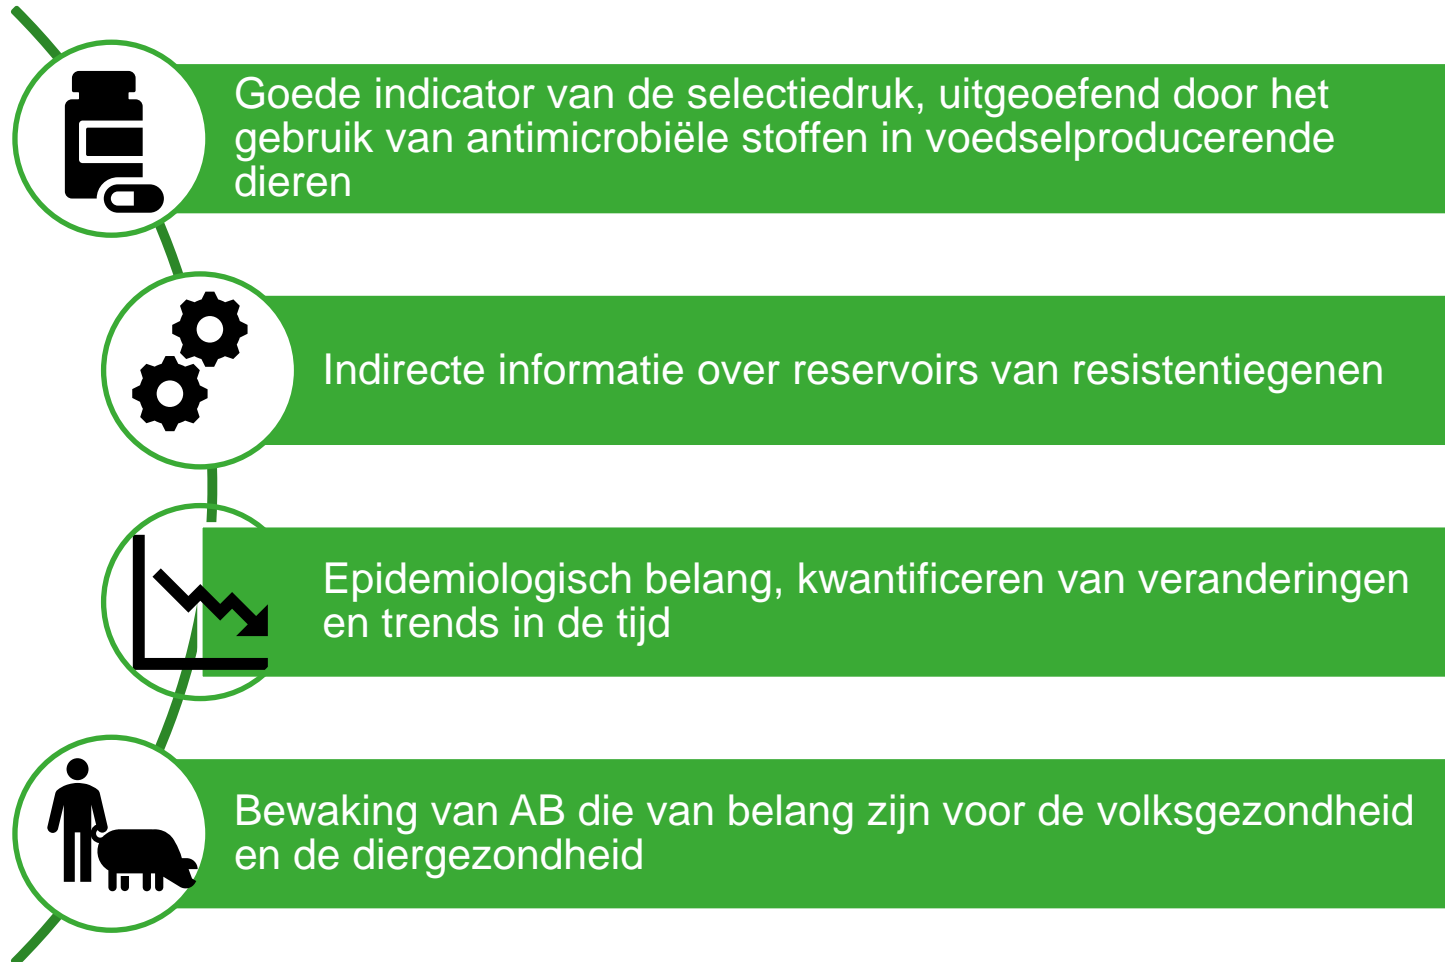 Goede indicator van de selectiedruk, uitgeoefend door het
gebruik van antimicrobiële stoffen in voedselproducerende
dieren
Indirecte informatie over reservoirs van resistentiegenen
Epidemiologisch belang, kwantificeren van veranderingen
en trends in de tijd
Bewaking van AB die van belang zijn voor de volksgezondheid
en de diergezondheid